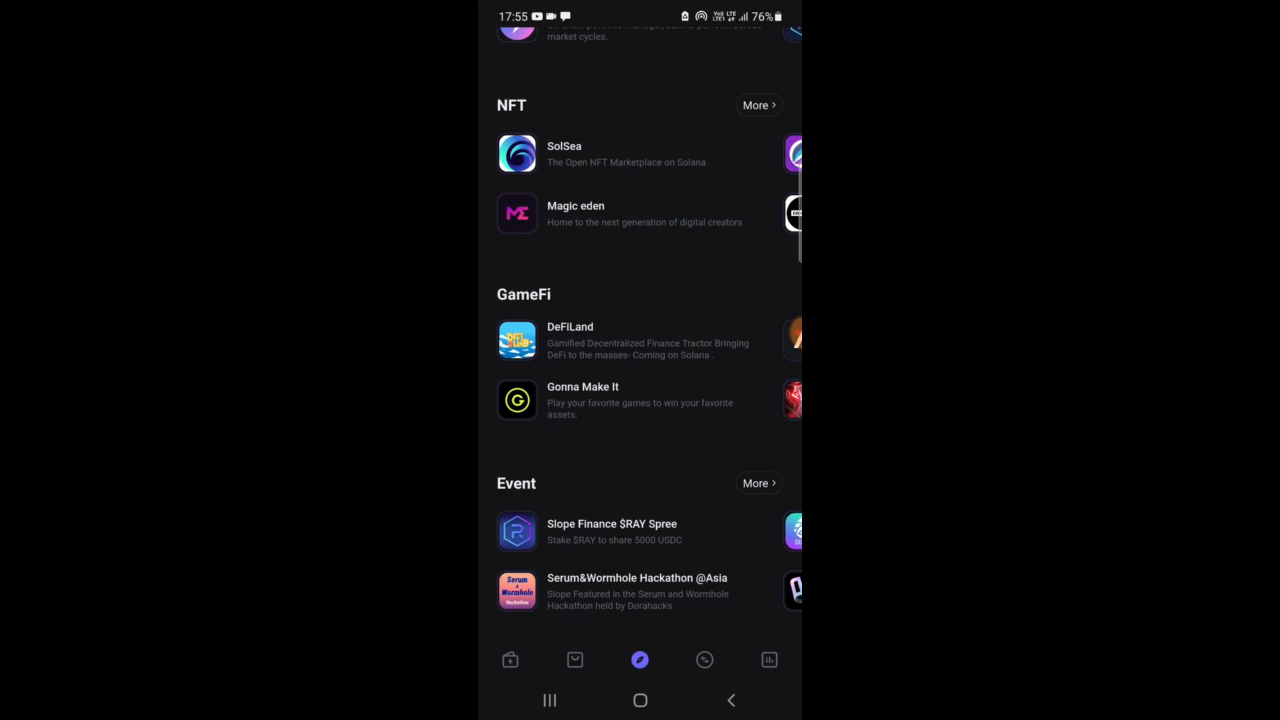 17:55
76%
market cycles.
NFT
More >
SolSea
The Open NFT Marketplace on Solana
Magic eden
Home to the next generation of digital creators
GameFi
DeFiLand
Gamified Decentralized Finance Tractor Bringing
DeFi to the masses- Coming on Solana .
Gonna Make It
Play your favorite games to win your favorite
assets.
Event
More >
Slope Finance $RAY Spree
Stake $RAY to share 5000 USDC
Serum
&
Wormhole
Hackathon
Serum&Wormhole Hackathon @Asia
Slope Featured in the Serum and Wormhole
Hackathon held by Dorahacks